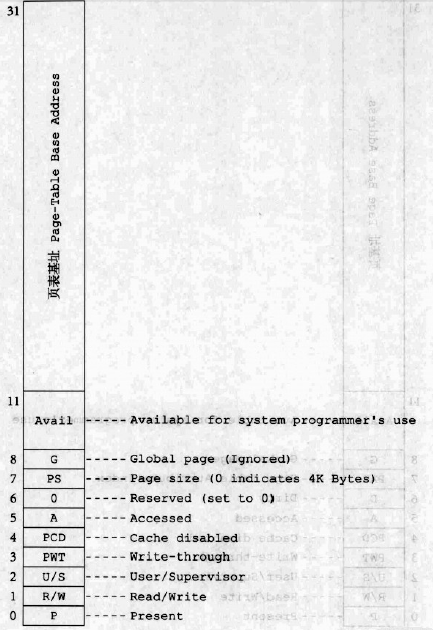 31
页表基址 Page-Table Base Address
11
Avail Available for system programmer's use
8 G Global page (Ignored)
7 PS Page size (0 indicates 4K Bytes)
6 0 Reserved (set to 0)
5 A Accessed
4 PCD Cache disabled
3 PWT Write-through
2 U/S User/Supervisor
1 R/W Read/Write
0 P Present